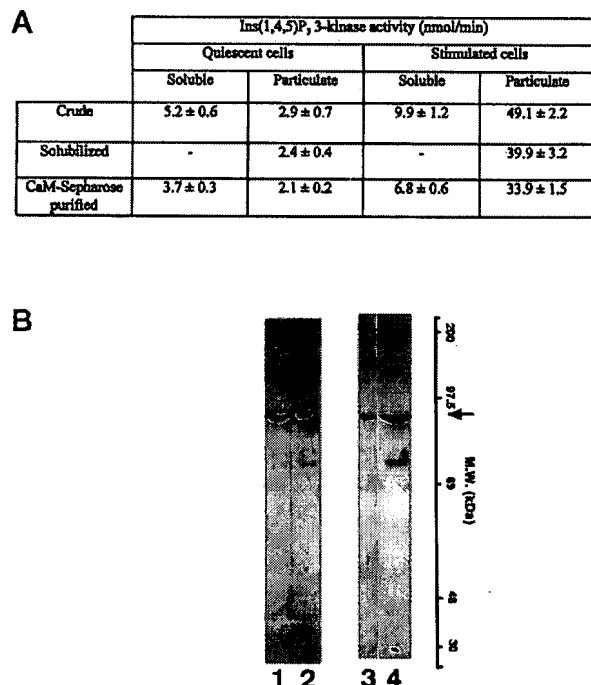 A
Ins(1,4,5)P3 3-kinase activity (nmol/min)
Quiescent cells Stimulated cells
Soluble Particulate Soluble Particulate
Crude 5.2 ± 0.6 2.9 ± 0.7 9.9 ± 1.2 49.1 ± 2.2
Solubilized - 2.4 ± 0.4 - 39.9 ± 3.2
CaM-Sepharose purified 3.7 ± 0.3 2.1 ± 0.2 6.8 ± 0.6 33.9 ± 1.5
B
200
97.5
69
46
30
M.W. (kDa)
1 2 3 4